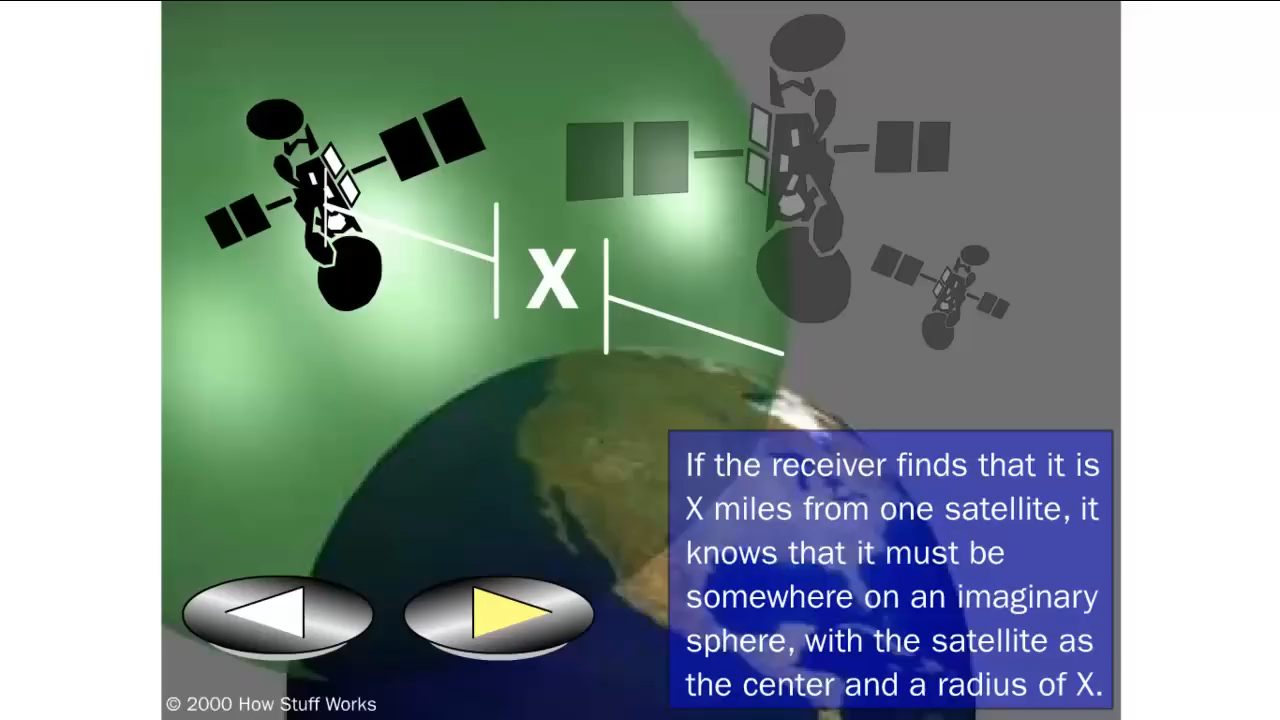 X
If the receiver finds that it is
X miles from one satellite, it
knows that it must be
somewhere on an imaginary
sphere, with the satellite as
the center and a radius of X.
© 2000 How Stuff Works